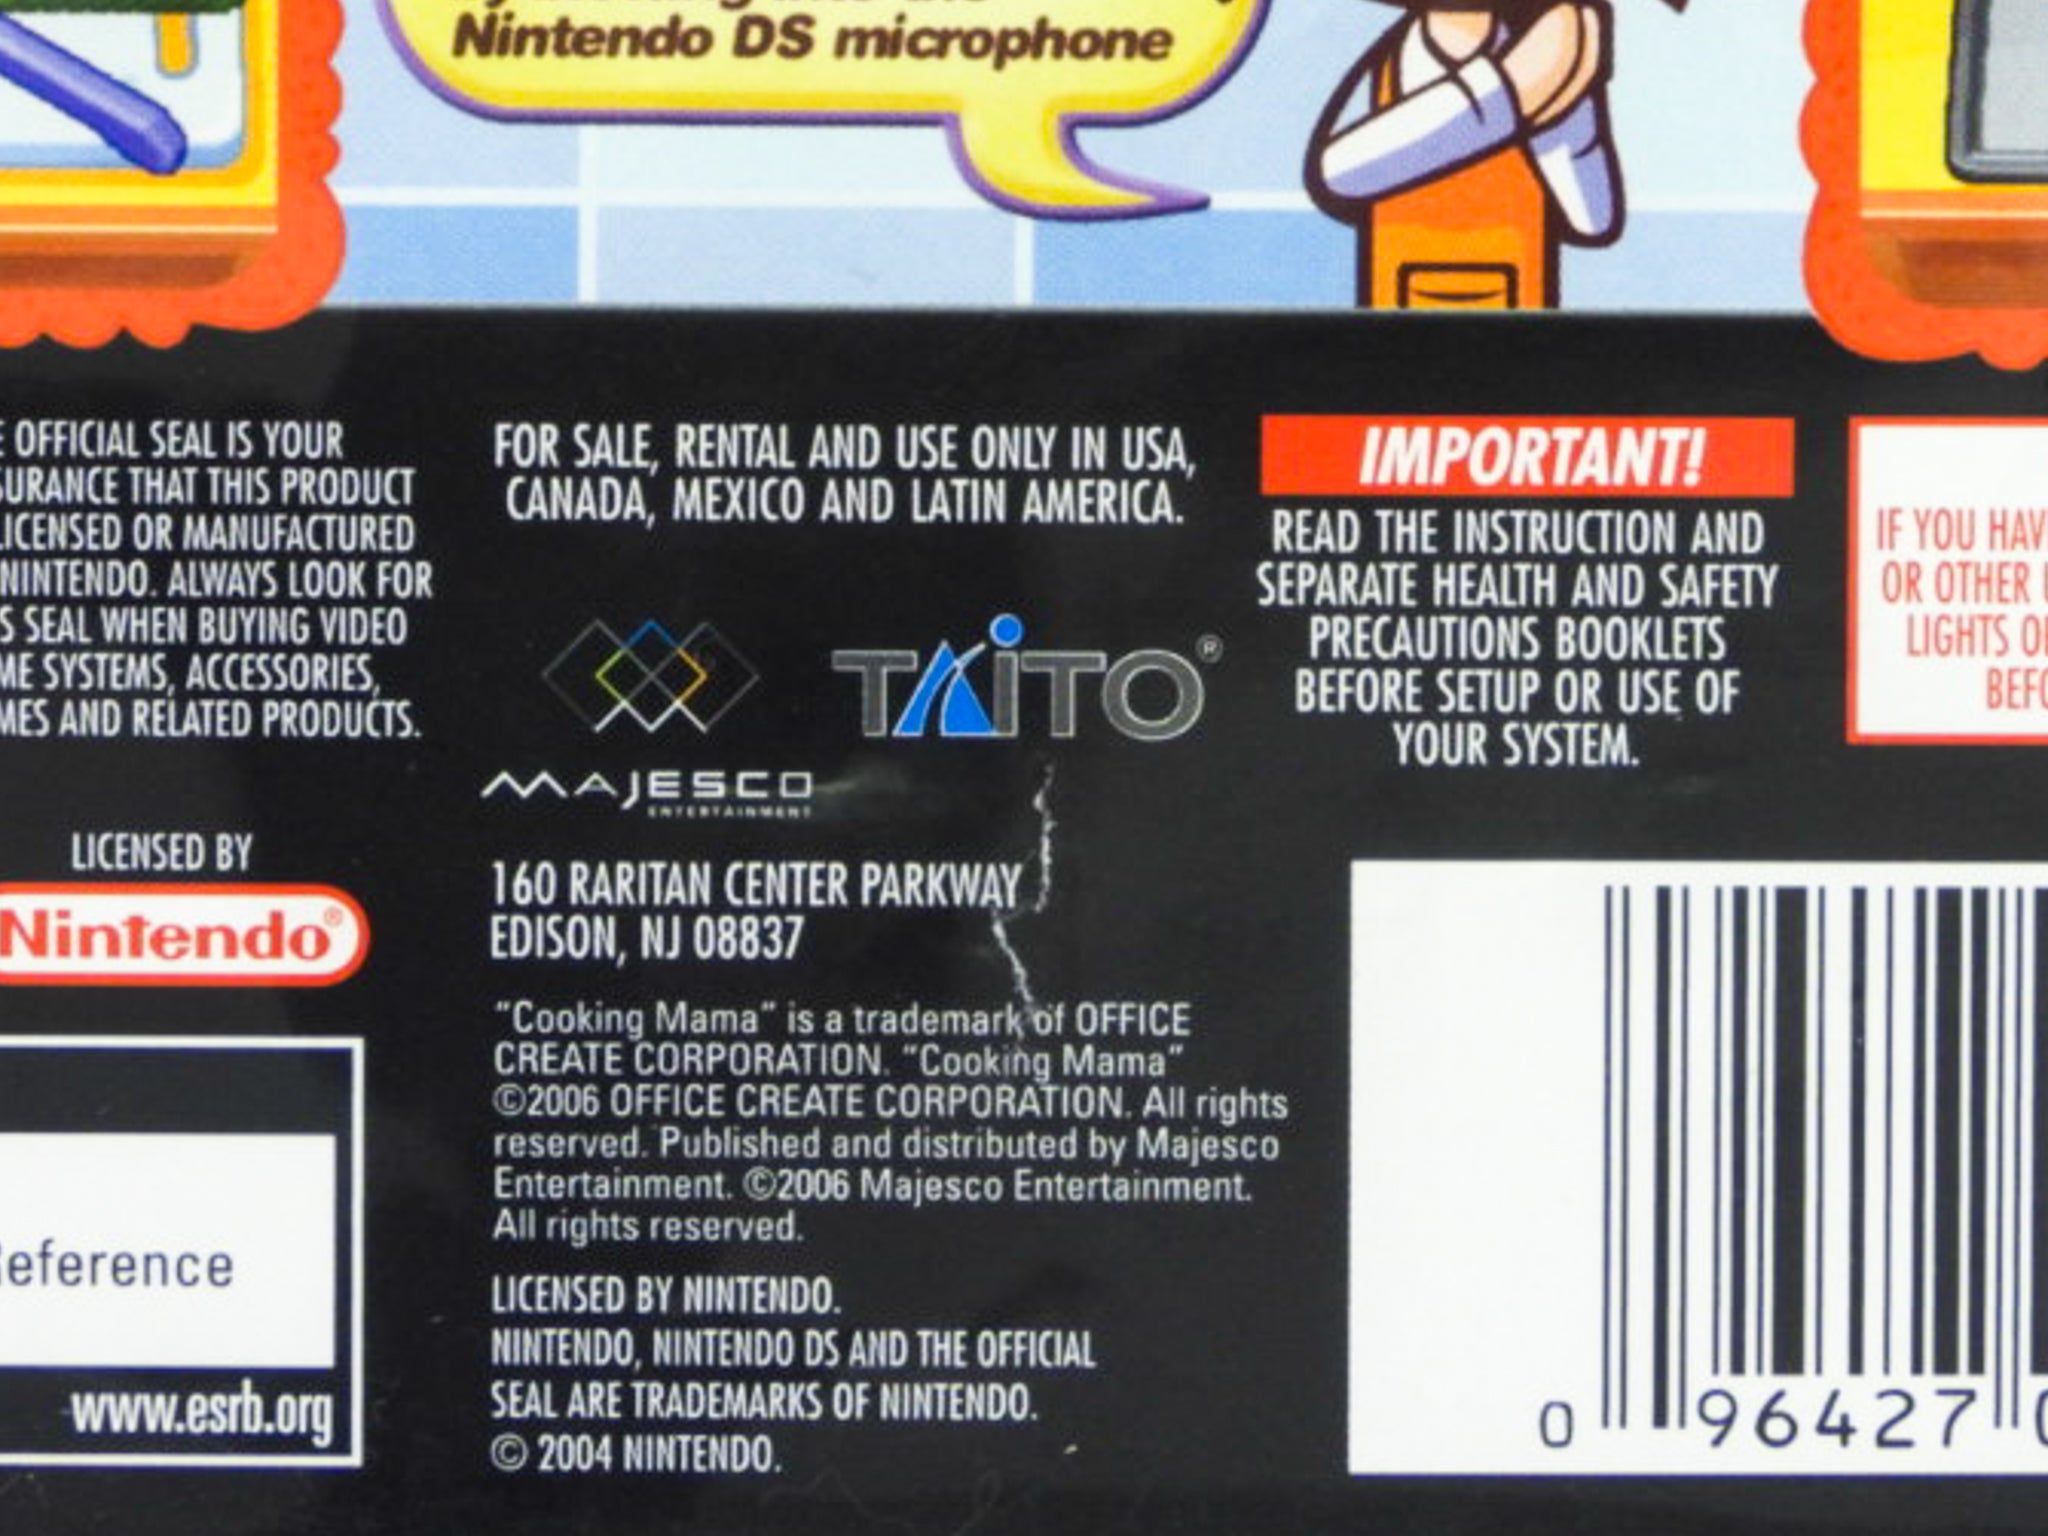 Nintendo DS microphone
OFFICIAL SEAL IS YOUR
THAT THIS PRODUCT
LICENSED OR MANUFACTURED
NINTENDO. ALWAYS LOOK FOR
SEAL WHEN BUYING VIDEO
SYSTEMS, ACCESSORIES,
AND RELATED PRODUCTS.
LICENSED BY
Nintendo®
eference
www.esrb.org
FOR SALE, RENTAL AND USE ONLY IN USA,
CANADA, MEXICO AND LATIN AMERICA.
TAITO®
MAJESCO
ENTERTAINMENT
160 RARITAN CENTER PARKWAY
EDISON, NJ 08837
"Cooking Mama" is a trademark of OFFICE
CREATE CORPORATION. "Cooking Mama"
©2006 OFFICE CREATE CORPORATION. All rights
reserved. Published and distributed by Majesco
Entertainment. ©2006 Majesco Entertainment.
All rights reserved.
LICENSED BY NINTENDO.
NINTENDO, NINTENDO DS AND THE OFFICIAL
SEAL ARE TRADEMARKS OF NINTENDO.
© 2004 NINTENDO.
IMPORTANT!
READ THE INSTRUCTION AND
SEPARATE HEALTH AND SAFETY
PRECAUTIONS BOOKLETS
BEFORE SETUP OR USE OF
YOUR SYSTEM.
IF YOU HAV
OR OTHER
LIGHTS
BEFO
0 96427